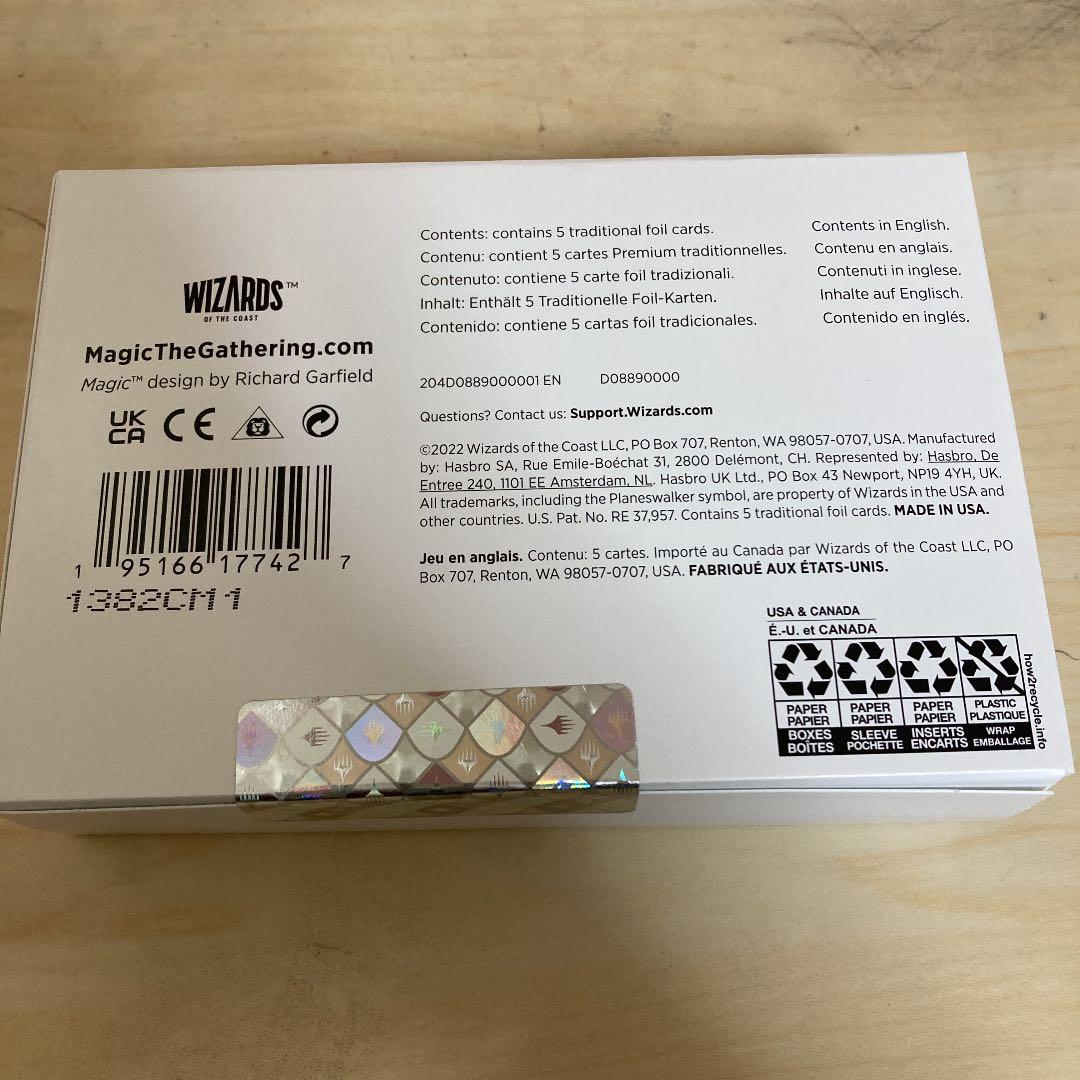 WIZARDS™
OF THE COAST
MagicTheGathering.com
Magic™ design by Richard Garfield
UK
CA CE
1 95166 17742 7
1382CM1
Contents: contains 5 traditional foil cards.
Contenu: contient 5 cartes Premium traditionnelles.
Contenuto: contiene 5 carte foil tradizionali.
Inhalt: Enthält 5 Traditionelle Foil-Karten.
Contenido: contiene 5 cartas foil tradicionales.
Contents in English.
Contenu en anglais.
Contenuti in inglese.
Inhalte auf Englisch.
Contenido en inglés.
204D0889000001 EN D08890000
Questions? Contact us: Support.Wizards.com
©2022 Wizards of the Coast LLC, PO Box 707, Renton, WA 98057-0707, USA. Manufactured
by: Hasbro SA, Rue Emile-Boéchat 31, 2800 Delémont, CH. Represented by: Hasbro, De
Entree 240, 1101 EE Amsterdam, NL. Hasbro UK Ltd., PO Box 43 Newport, NP19 4YH, UK.
All trademarks, including the Planeswalker symbol, are property of Wizards in the USA and
other countries. U.S. Pat. No. RE 37,957. Contains 5 traditional foil cards. MADE IN USA.
Jeu en anglais. Contenu: 5 cartes. Importé au Canada par Wizards of the Coast LLC, PO
Box 707, Renton, WA 98057-0707, USA. FABRIQUÉ AUX ÉTATS-UNIS.
USA & CANADA
É.-U. et CANADA
PAPER
PAPIER
BOXES
BOÎTES
PAPER
PAPIER
SLEEVE
POCHETTE
PAPER
PAPIER
INSERTS
ENCARTS
PLASTIC
PLASTIQUE
WRAP
EMBALLAGE
how2recycle.info